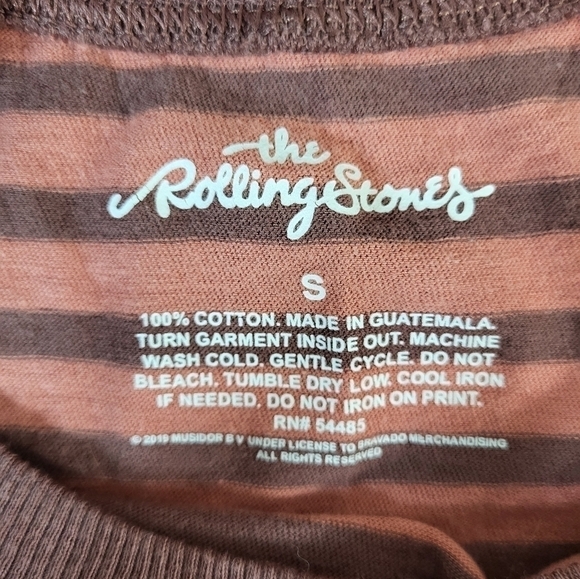 the
Rolling Stones
S
100% COTTON. MADE IN GUATEMALA.
TURN GARMENT INSIDE OUT. MACHINE
WASH COLD. GENTLE CYCLE. DO NOT
BLEACH. TUMBLE DRY LOW. COOL IRON
IF NEEDED. DO NOT IRON ON PRINT.
RN# 54485
© 2019 MUSIDOR B V UNDER LICENSE TO BRAVADO MERCHANDISING
ALL RIGHTS RESERVED